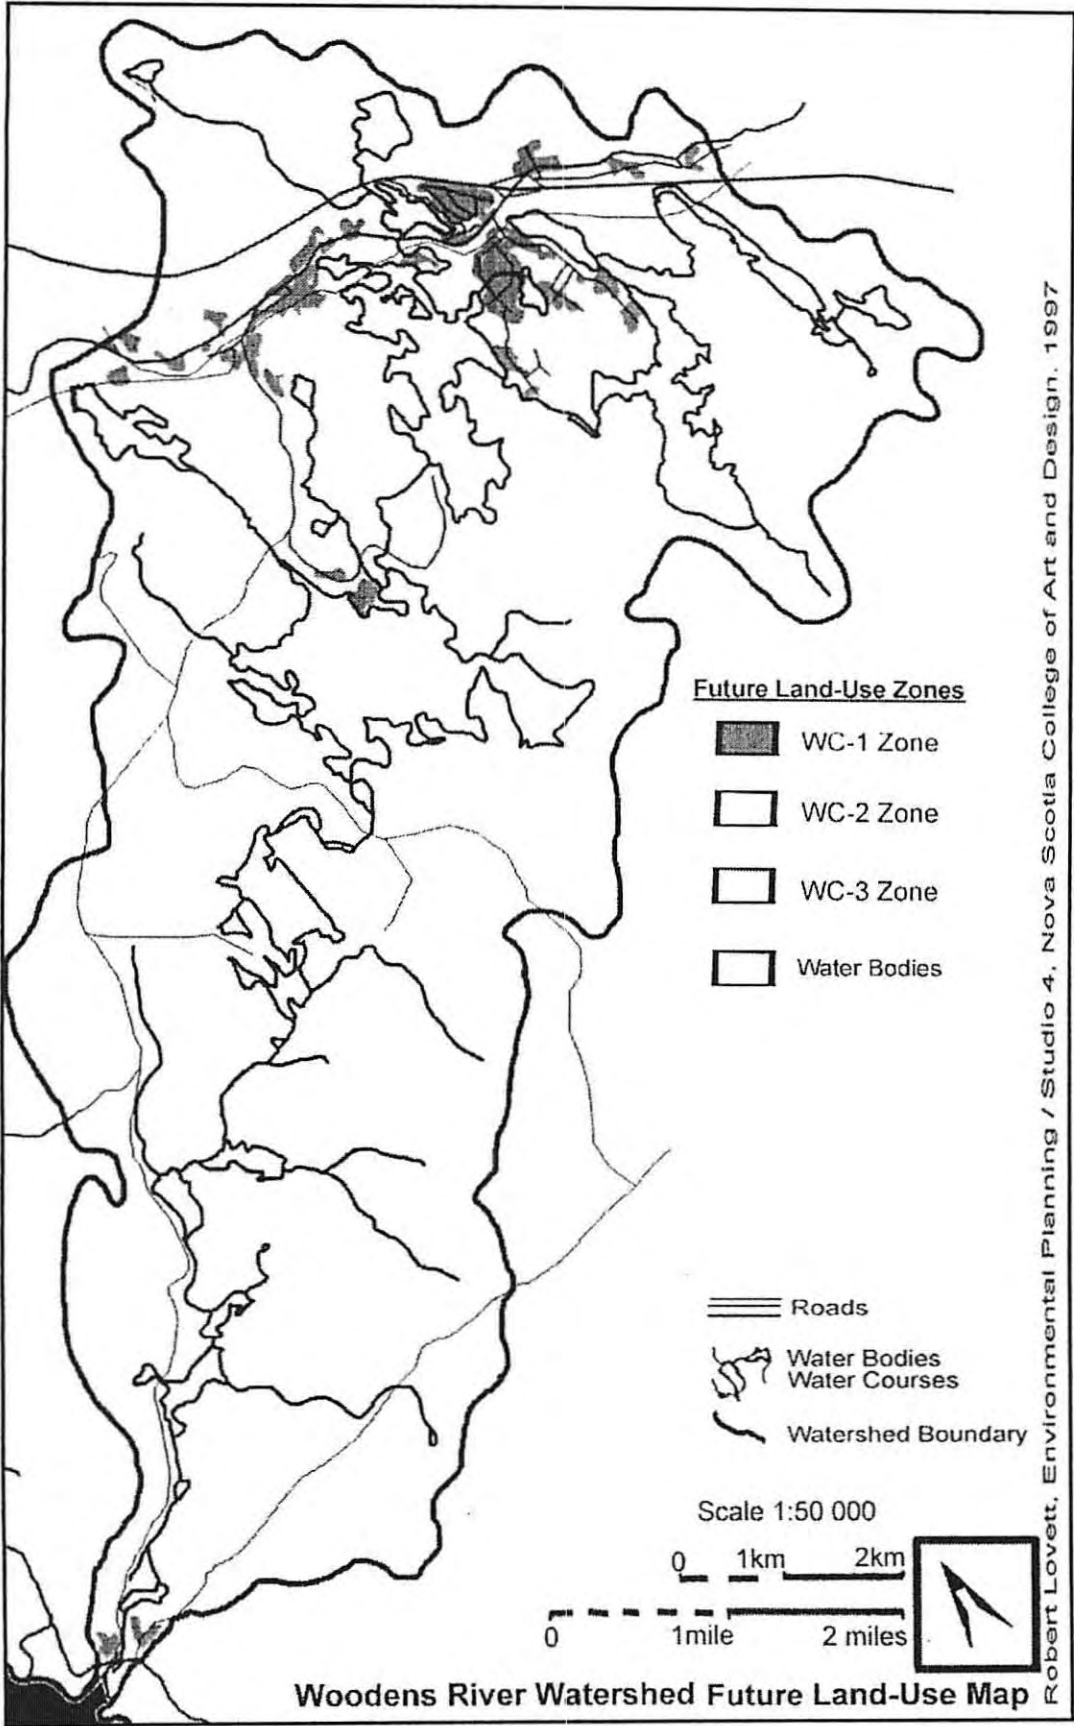 Future Land-Use Zones
WC-1 Zone
WC-2 Zone
WC-3 Zone
Water Bodies
Roads
Water Bodies
Water Courses
Watershed Boundary
Scale 1:50 000
0 1km 2km
0 1mile 2 miles
Woodens River Watershed Future Land-Use Map
Robert Lovett, Environmental Planning / Studio 4, Nova Scotia College of Art and Design. 1997